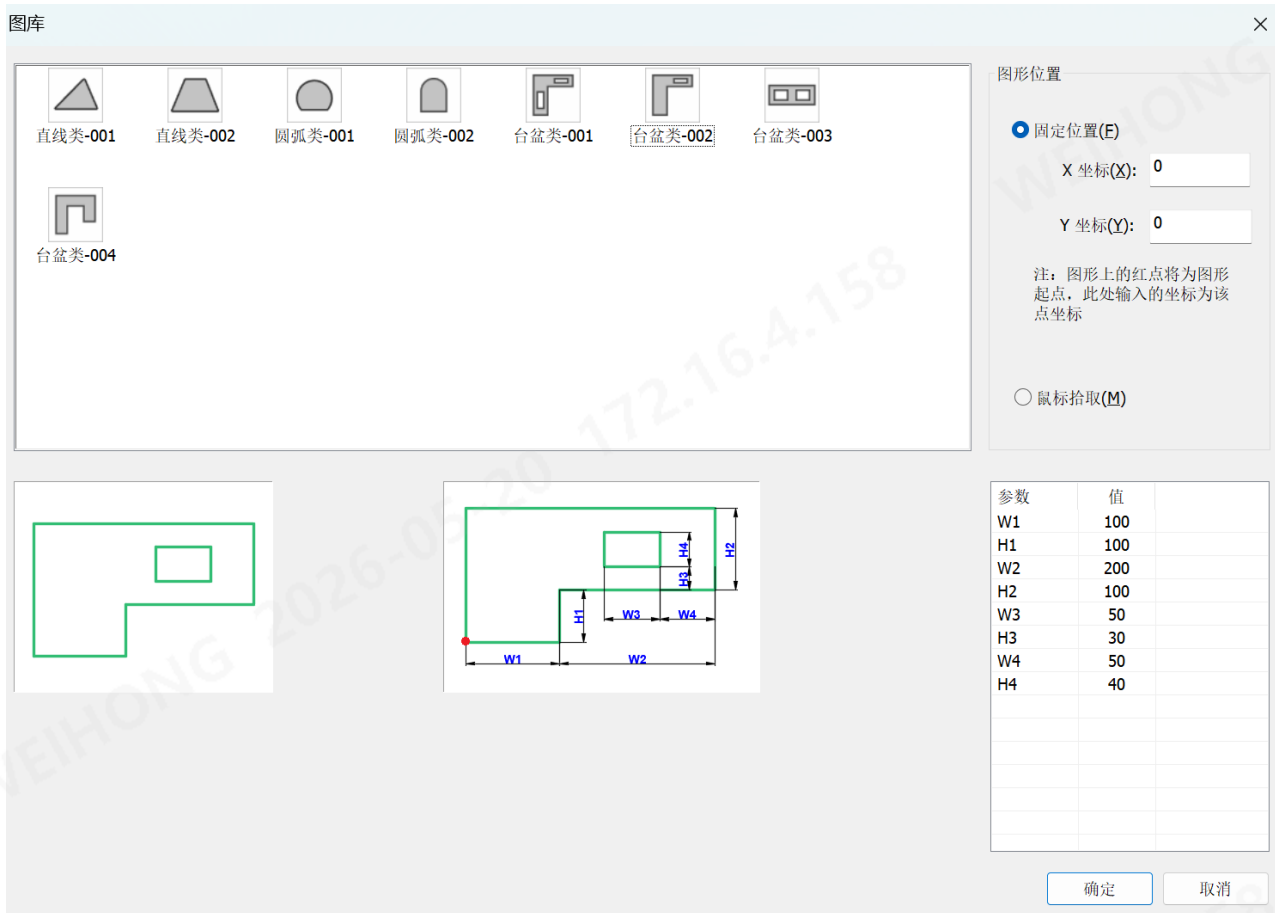 图库
直线类-001
直线类-002
圆弧类-001
圆弧类-002
台盆类-001
台盆类-002
台盆类-003
台盆类-004
图形位置
固定位置(F)
X 坐标(X):
0
Y 坐标(Y):
0
注：图形上的红点将为图形
起点，此处输入的坐标为该
点坐标
鼠标拾取(M)
H4
H2
H3
H1
W3
W4
W1
W2
参数 值
W1 100
H1 100
W2 200
H2 100
W3 50
H3 30
W4 50
H4 40
确定
取消
WEIHONG 2026-05-20 172.16.4.158
WEIHONG
158